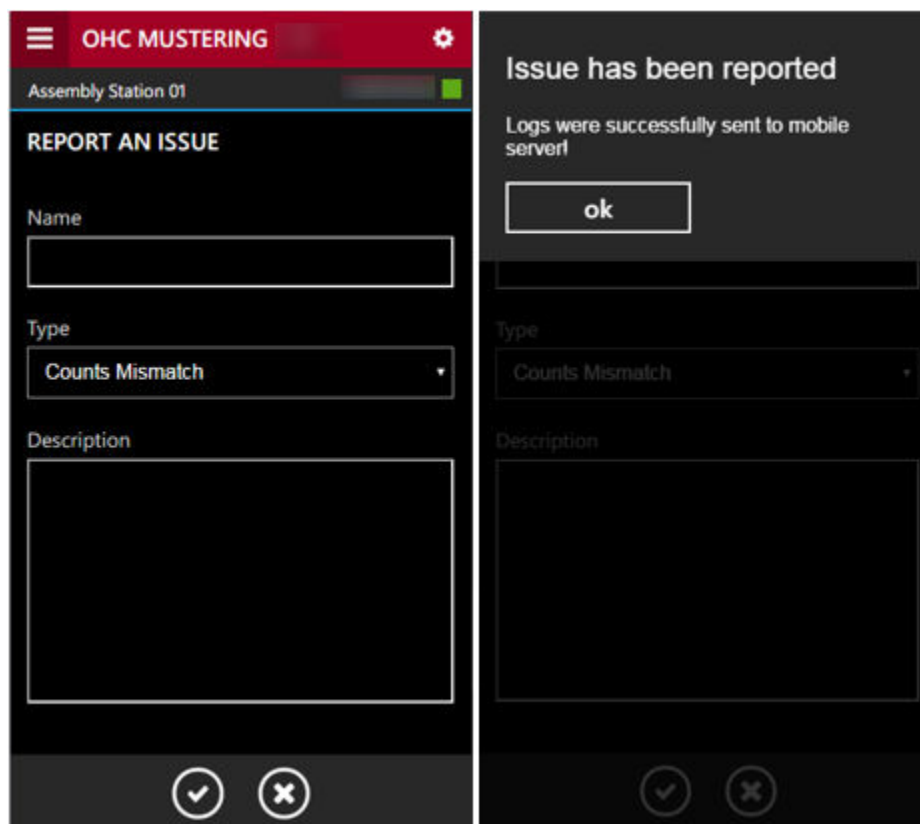 OHC MUSTERING
Assembly Station 01
REPORT AN ISSUE
Name
Type
Counts Mismatch
Description
Issue has been reported
Logs were successfully sent to mobile
server!
ok
Type
Counts Mismatch
Description